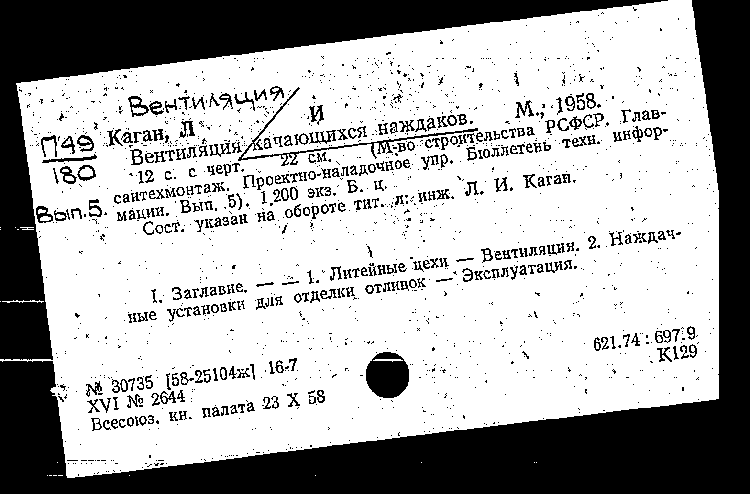 Вентиляция
П49 Каган, Л И
180 Вентиляция качающихся наждаков. М., 1958.
12 с. с черт. 22 см. (М-во строительства РСФСР. Глав-
сантехмонтаж. Проектно-наладочное упр. Бюллетень техн. инфор-
Вып. 5. мации. Вып. 5). 1.200 экз. Б. ц.
Сост. указан на обороте тит. л: инж. Л. И. Каган.
I. Заглавие. — — 1. Литейные цехи — Вентиляция. 2. Наждач-
ные установки для отделки отливок — Эксплуатация.
621.74 : 697.9
К129
№ 30735 [58-25104ж] 16-7
XVI № 2644
Всесоюз. кн. палата 23 X 58